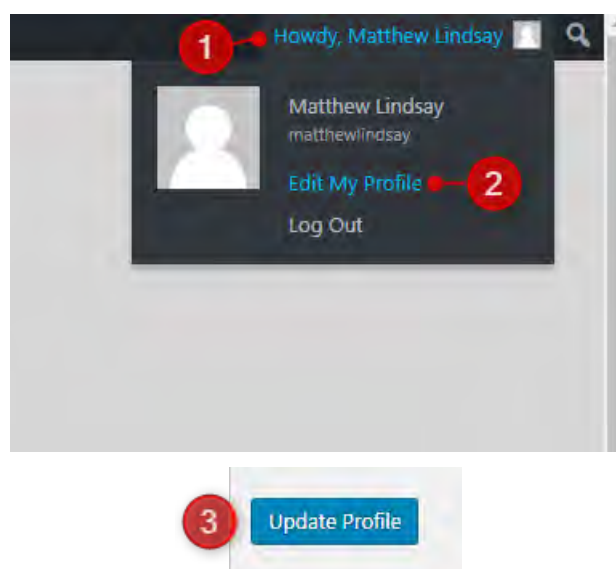 1 Howdy, Matthew Lindsay
Matthew Lindsay
matthewlindsay
Edit My Profile 2
Log Out
3 Update Profile